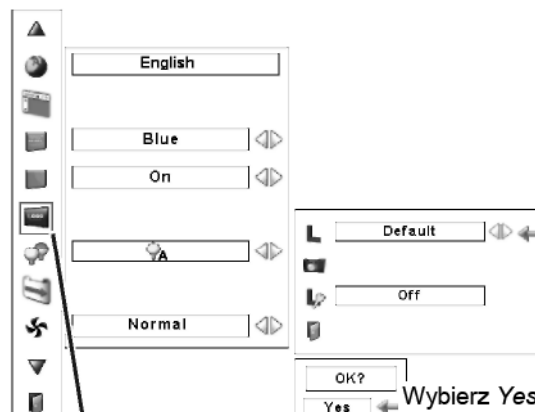 English
Blue
On
A
Normal
Default
Off
OK?
Yes
Wybierz Yes